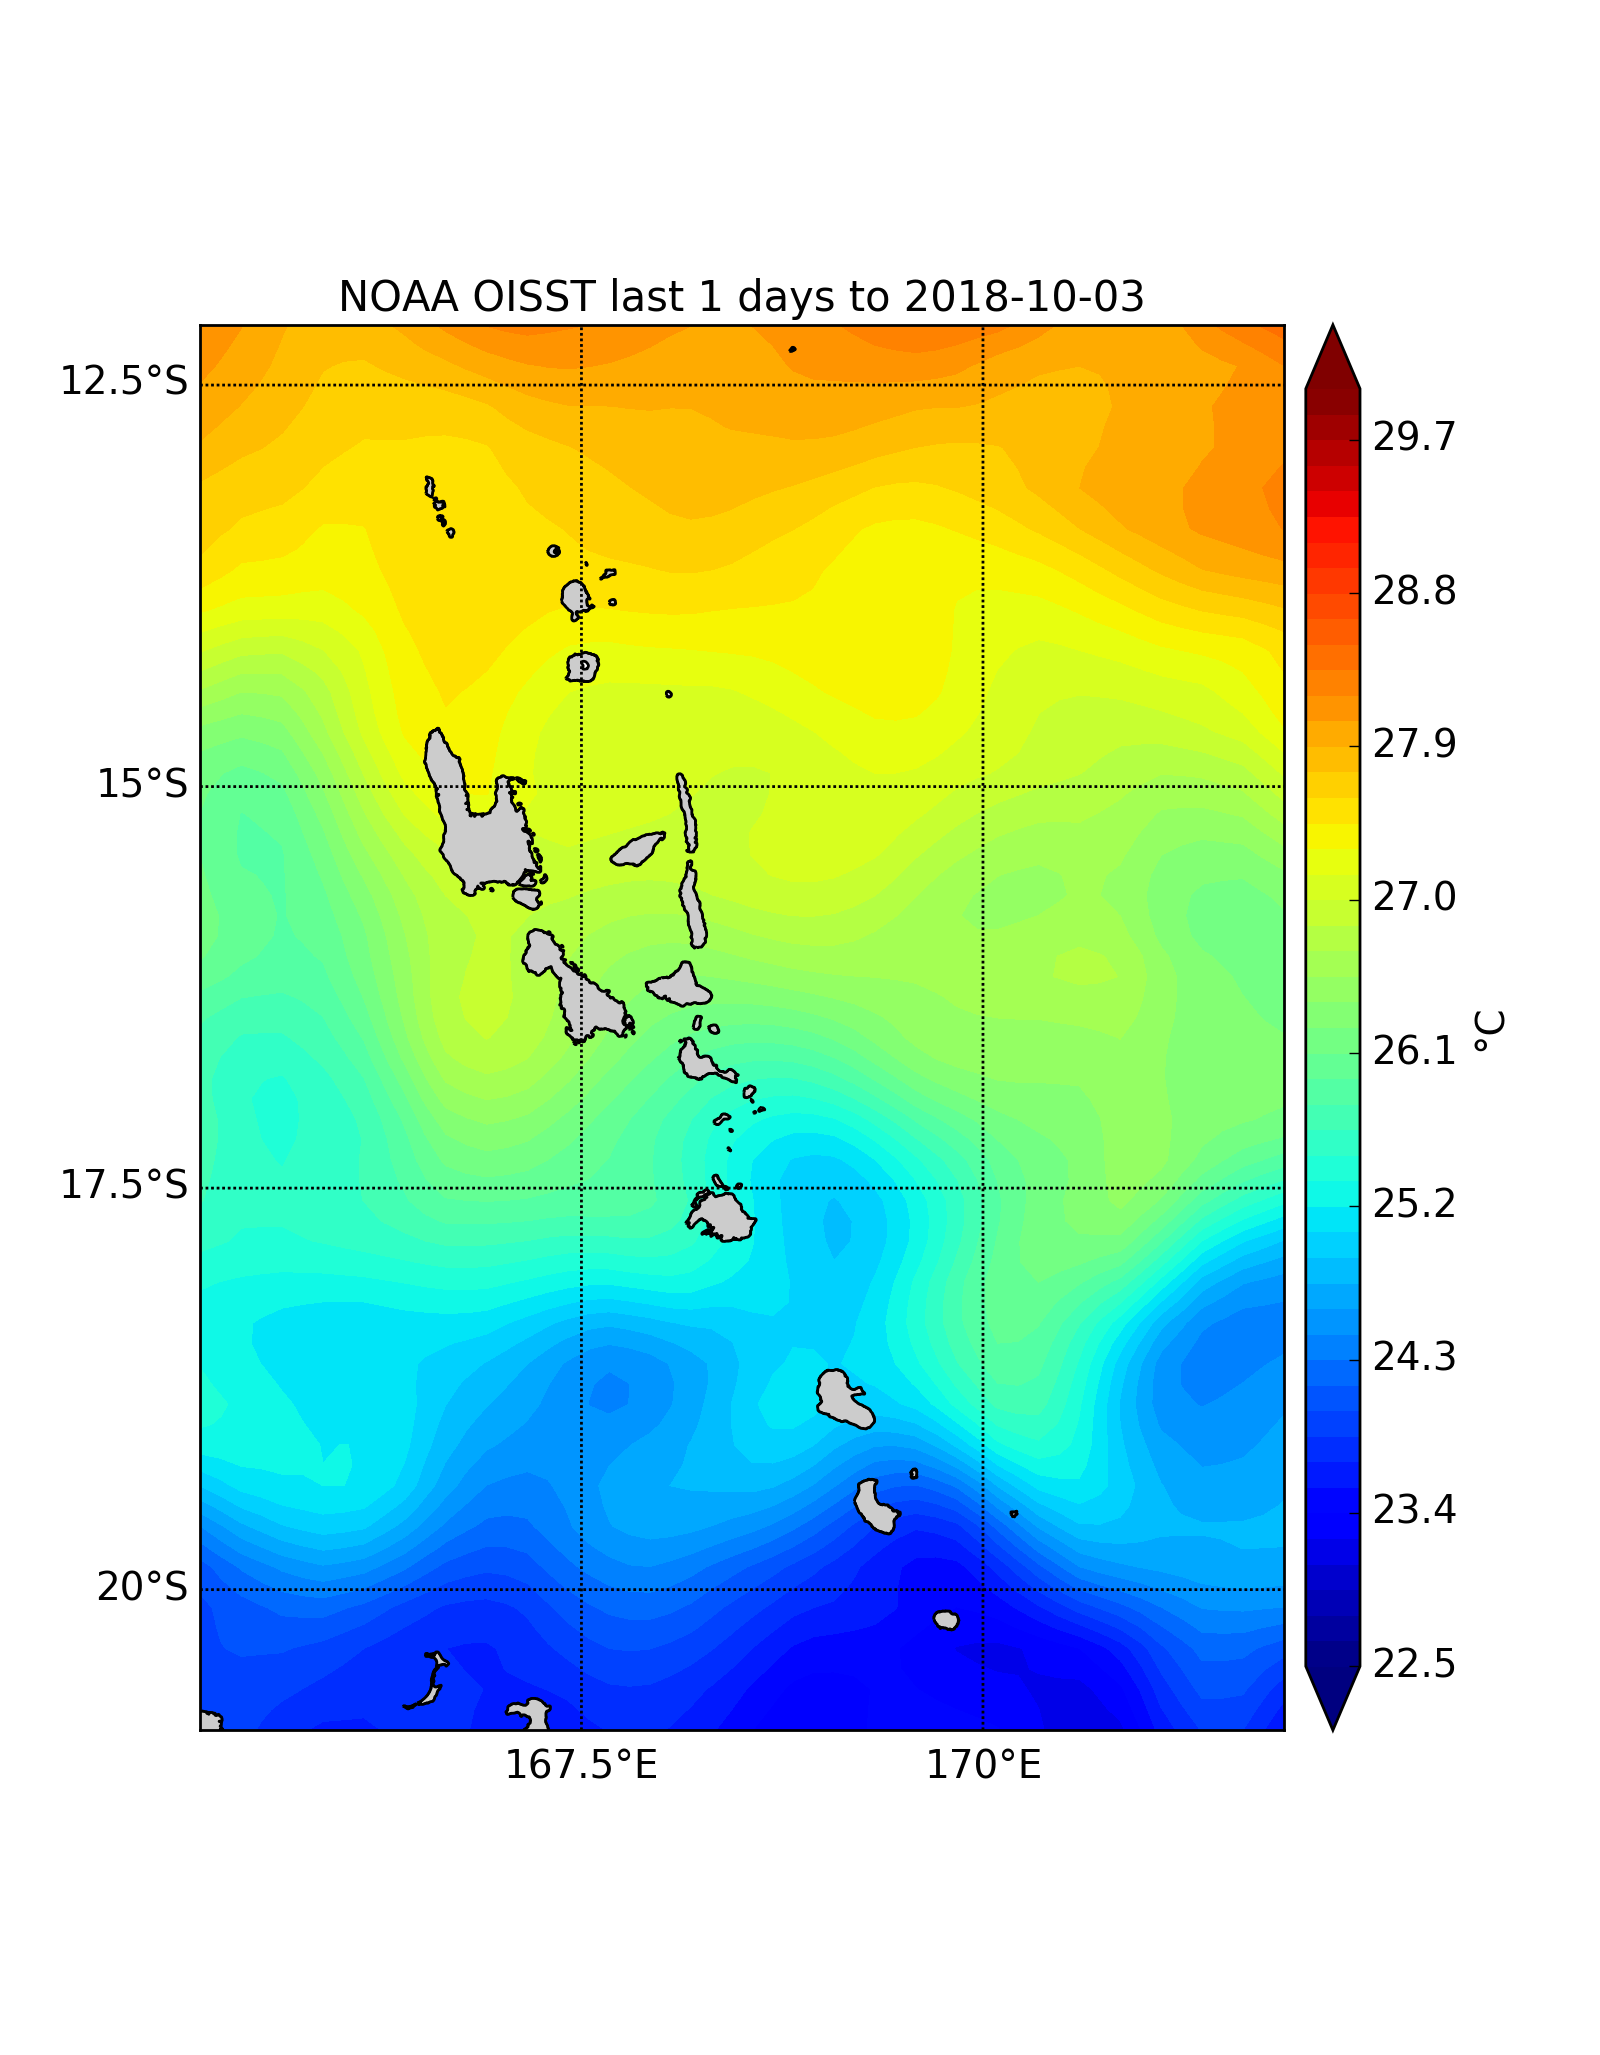 NOAA OISST last 1 days to 2018-10-03
12.5°S
15°S
17.5°S
20°S
167.5°E
170°E
29.7
28.8
27.9
27.0
26.1
25.2
24.3
23.4
22.5
°C